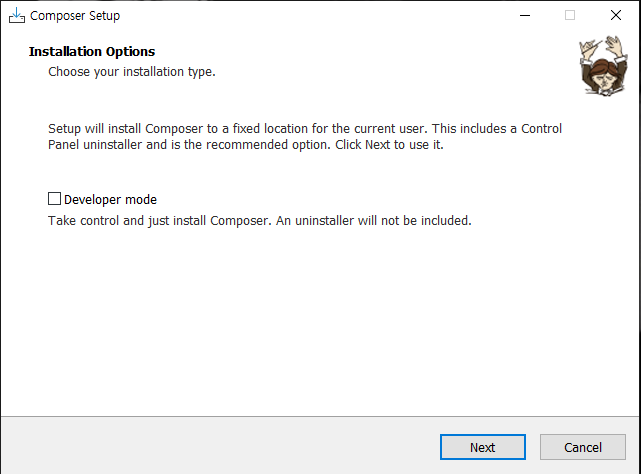 Composer Setup
Installation Options
Choose your installation type.
Setup will install Composer to a fixed location for the current user. This includes a Control
Panel uninstaller and is the recommended option. Click Next to use it.
Developer mode
Take control and just install Composer. An uninstaller will not be included.
Next
Cancel